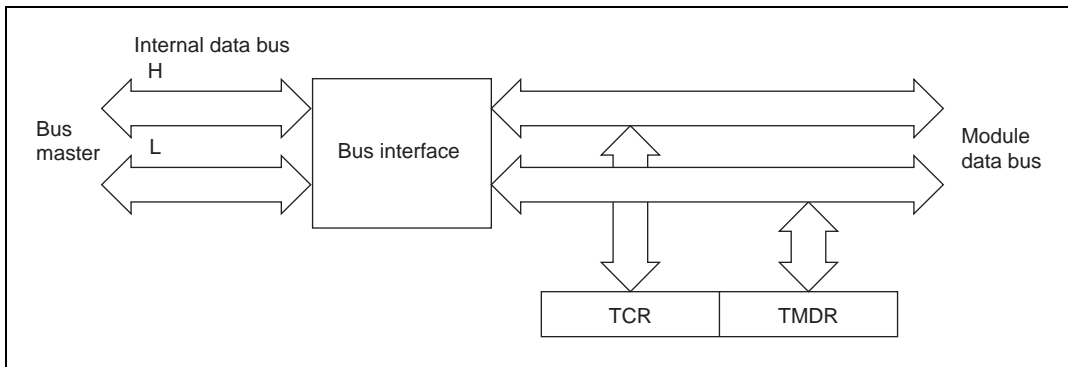 Internal data bus
H
Bus
master
L
Bus interface
Module
data bus
TCR
TMDR